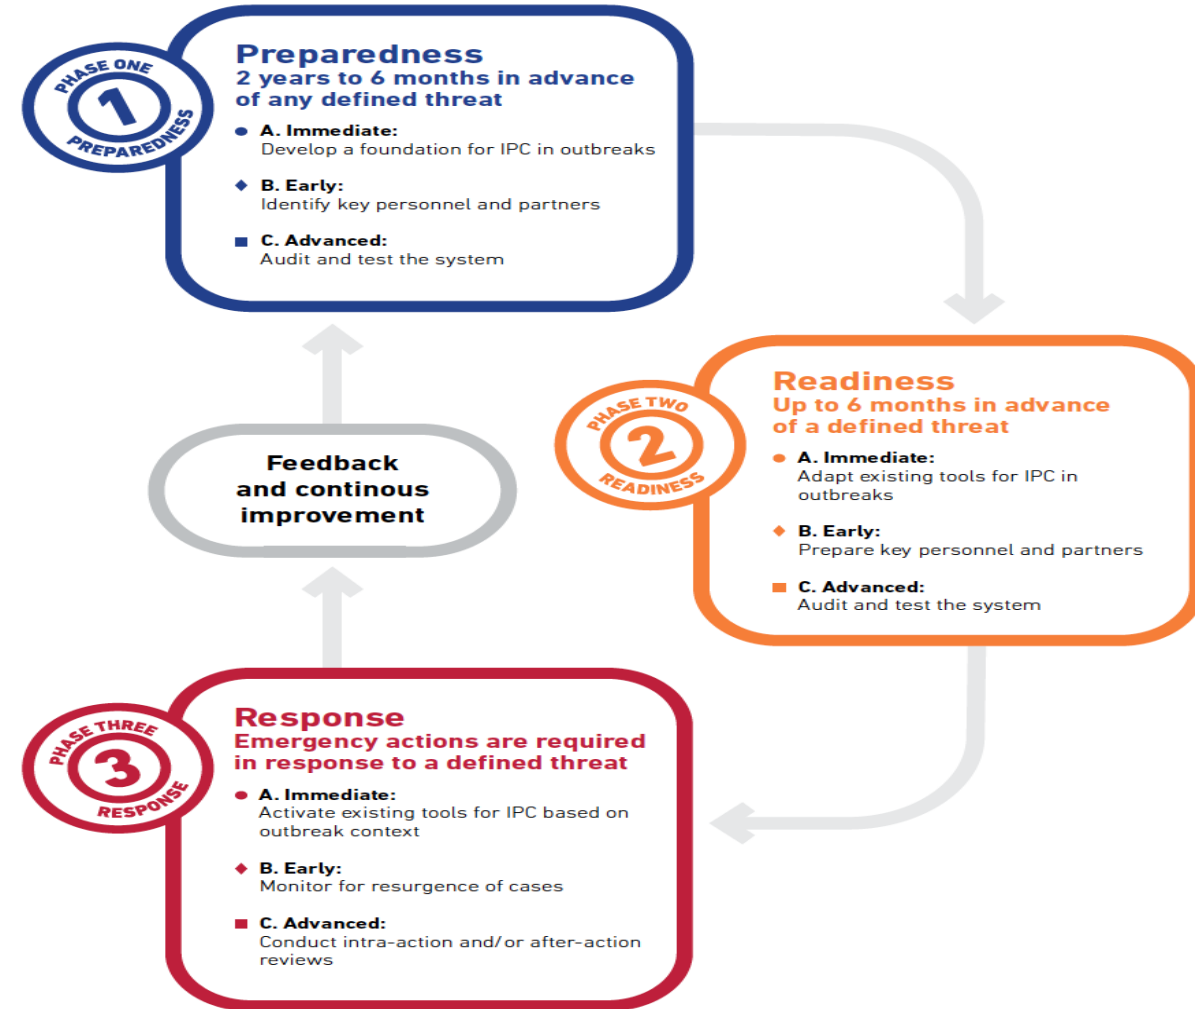 PHASE ONE
1
PREPAREDNESS
Preparedness
2 years to 6 months in advance
of any defined threat
A. Immediate:
Develop a foundation for IPC in outbreaks
B. Early:
Identify key personnel and partners
C. Advanced:
Audit and test the system
PHASE TWO
2
READINESS
Readiness
Up to 6 months in advance
of a defined threat
A. Immediate:
Adapt existing tools for IPC in
outbreaks
B. Early:
Prepare key personnel and partners
C. Advanced:
Audit and test the system
Feedback
and continous
improvement
PHASE THREE
3
RESPONSE
Response
Emergency actions are required
in response to a defined threat
A. Immediate:
Activate existing tools for IPC based on
outbreak context
B. Early:
Monitor for resurgence of cases
C. Advanced:
Conduct intra-action and/or after-action
reviews